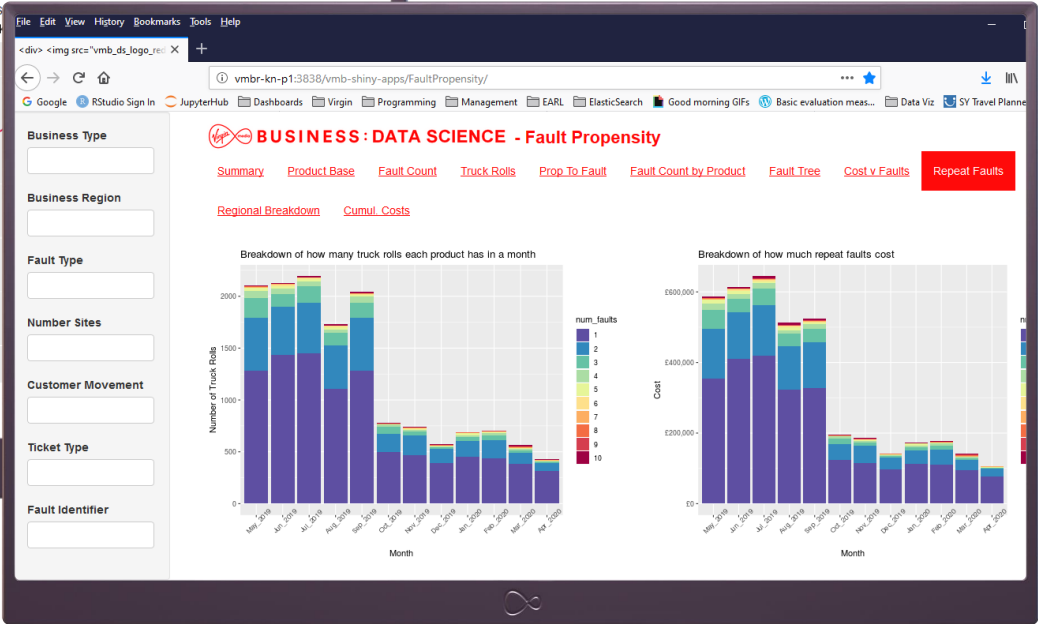 File Edit View History Bookmarks Tools Help
<div> <img src="vmb_ds_logo_red
vmbr-kn-p1:3838/vmb-shiny-apps/FaultPropensity/
Google RStudio Sign In JupyterHub Dashboards Virgin Programming Management EARL ElasticSearch Good morning GIFs Basic evaluation meas... Data Viz SY Travel Planne
BUSINESS: DATA SCIENCE - Fault Propensity
Summary Product Base Fault Count Truck Rolls Prop To Fault Fault Count by Product Fault Tree Cost v Faults Repeat Faults
Regional Breakdown Cumul. Costs
Business Type
Business Region
Fault Type
Number Sites
Customer Movement
Ticket Type
Fault Identifier
Breakdown of how many truck rolls each product has in a month
Number of Truck Rolls
2000
1500
1000
500
0
May_2019 Jun_2019 Jul_2019 Aug_2019 Sep_2019 Oct_2019 Nov_2019 Dec_2019 Jan_2020 Feb_2020 Mar_2020 Apr_2020
Month
num_faults
1
2
3
4
5
6
7
8
9
10
Breakdown of how much repeat faults cost
Cost
£600,000
£400,000
£200,000
£0
May_2019 Jun_2019 Jul_2019 Aug_2019 Sep_2019 Oct_2019 Nov_2019 Dec_2019 Jan_2020 Feb_2020 Mar_2020 Apr_2020
Month